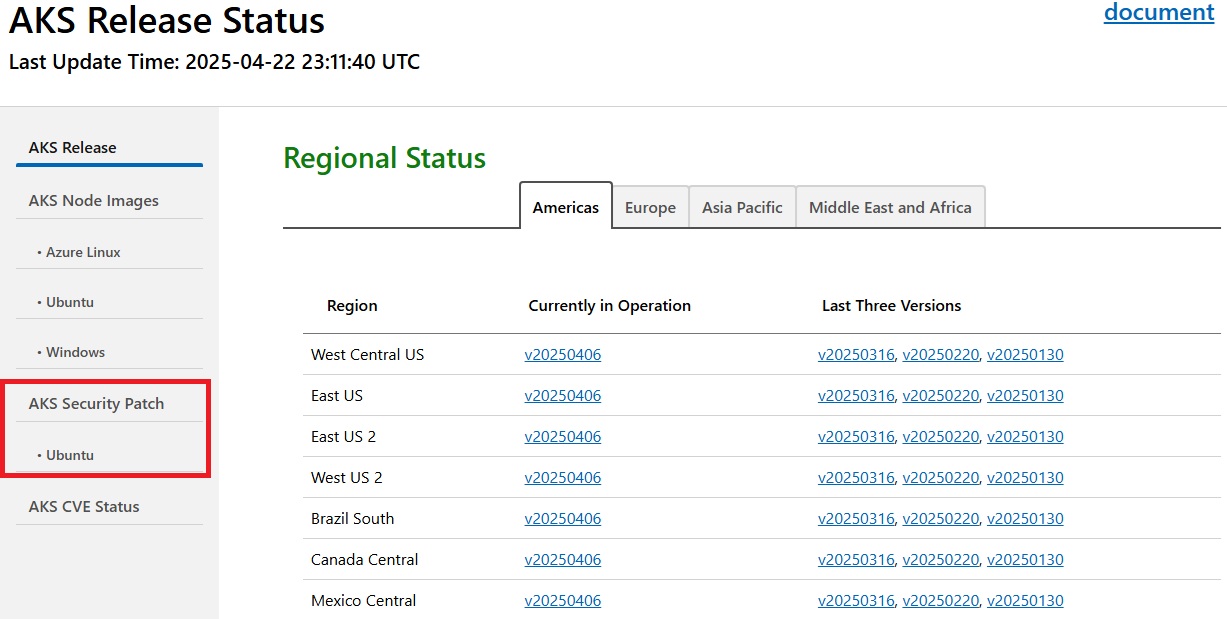 AKS Release Status
document
Last Update Time: 2025-04-22 23:11:40 UTC
AKS Release
AKS Node Images
• Azure Linux
• Ubuntu
• Windows
AKS Security Patch
• Ubuntu
AKS CVE Status
Regional Status
Americas Europe Asia Pacific Middle East and Africa
Region Currently in Operation Last Three Versions
West Central US v20250406 v20250316, v20250220, v20250130
East US v20250406 v20250316, v20250220, v20250130
East US 2 v20250406 v20250316, v20250220, v20250130
West US 2 v20250406 v20250316, v20250220, v20250130
Brazil South v20250406 v20250316, v20250220, v20250130
Canada Central v20250406 v20250316, v20250220, v20250130
Mexico Central v20250406 v20250316, v20250220, v20250130